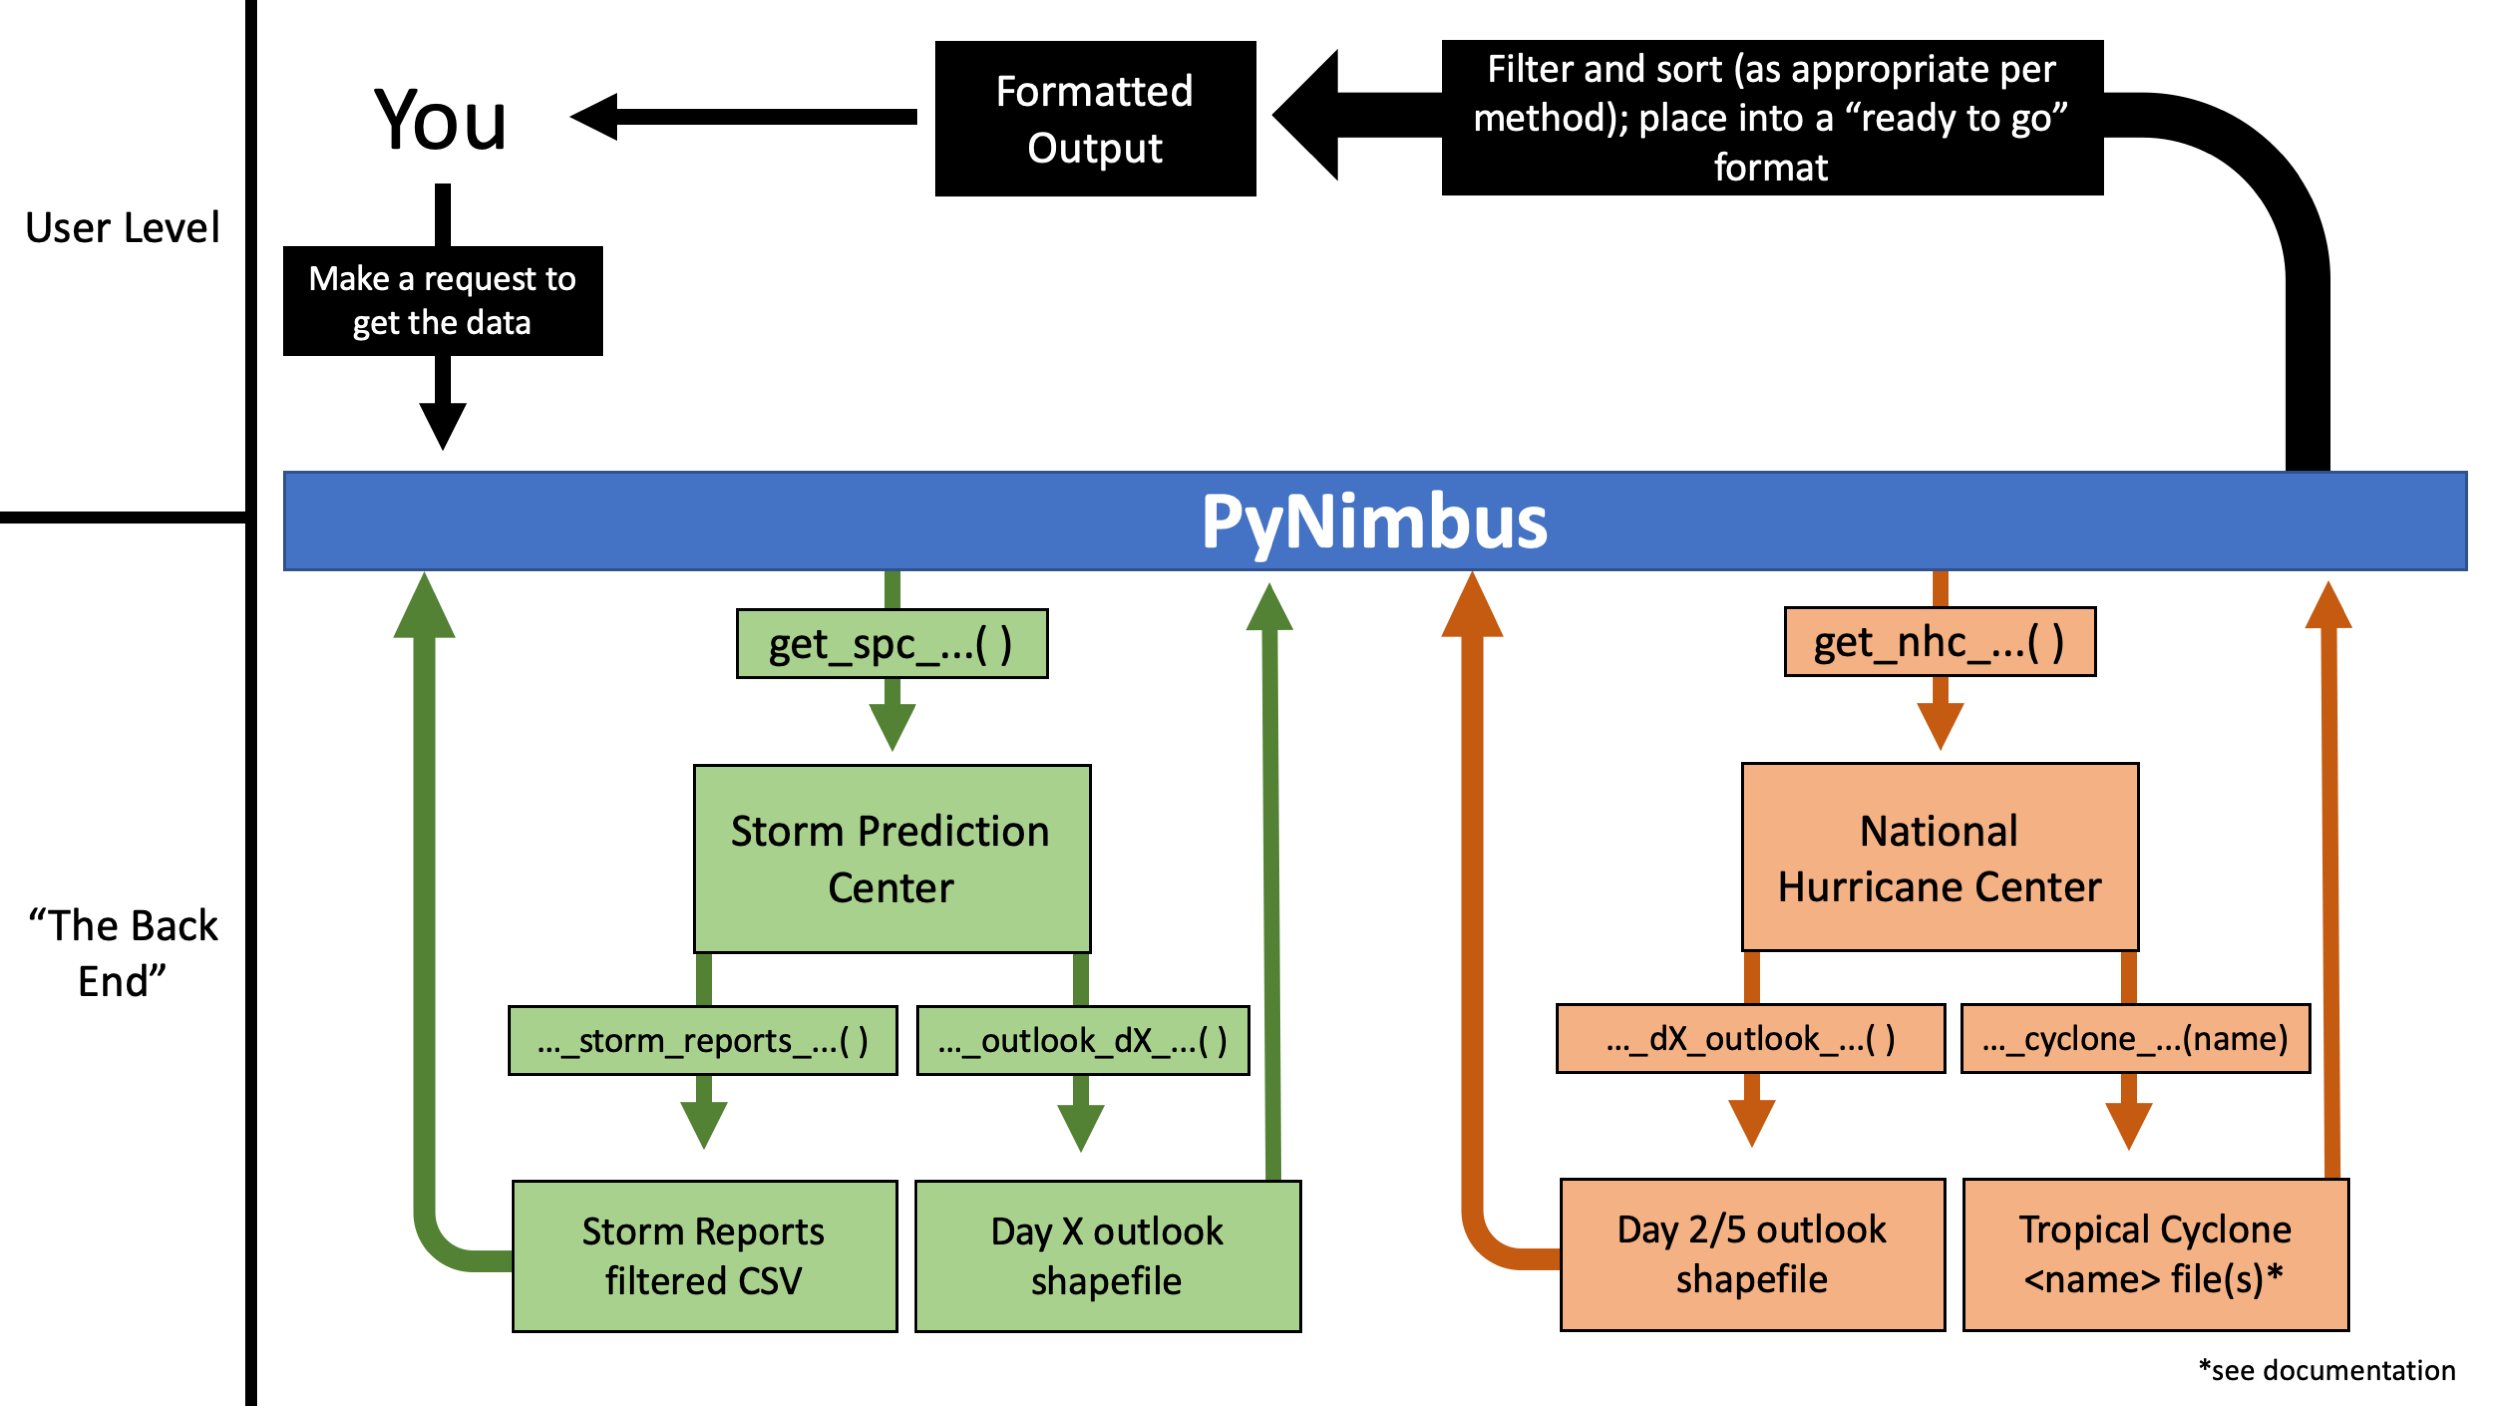 You
Formatted
Output
Filter and sort (as appropriate per
method); place into a “ready to go”
format
User Level
Make a request to
get the data
PyNimbus
get_spc_...( )
get_nhc_...( )
Storm Prediction
Center
National
Hurricane Center
“The Back
End”
..._storm_reports_...( )
..._outlook_dX_...( )
..._dX_outlook_...( )
..._cyclone_...(name)
Storm Reports
filtered CSV
Day X outlook
shapefile
Day 2/5 outlook
shapefile
Tropical Cyclone
<name> file(s)*
*see documentation